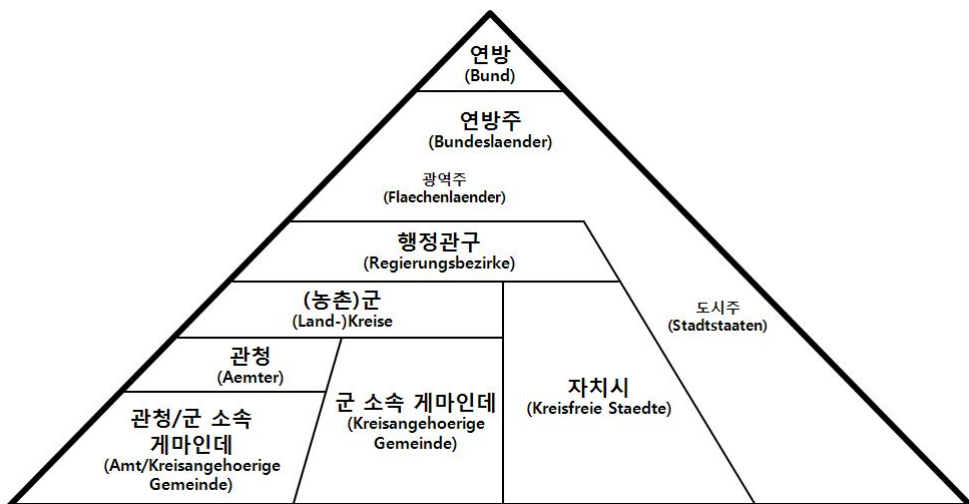 연방
(Bund)
연방주
(Bundeslaender)
광역주
(Flaechenlaender)
행정관구
(Regierungsbezirke)
(농촌)군
(Land-)Kreise
도시주
(Stadtstaaten)
관청
(Aemter)
자치시
(Kreisfreie Staedte)
군 소속 게마인데
(Kreisangehoerige
Gemeinde)
관청/군 소속
게마인데
(Amt/Kreisangehoerige
Gemeinde)